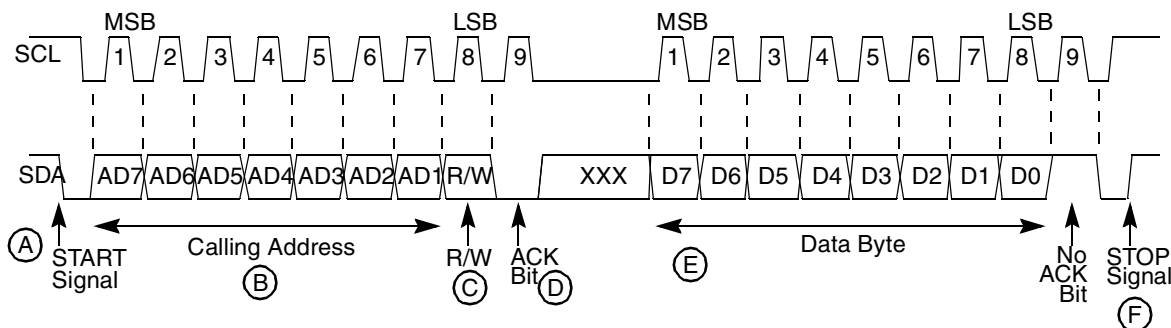 MSB LSB MSB LSB
SCL 1 2 3 4 5 6 7 8 9 1 2 3 4 5 6 7 8 9
SDA AD7 AD6 AD5 AD4 AD3 AD2 AD1 R/W XXX D7 D6 D5 D4 D3 D2 D1 D0
A START Signal
Calling Address
B
R/W
C
ACK Bit D
E
Data Byte
No ACK Bit
STOP Signal
F